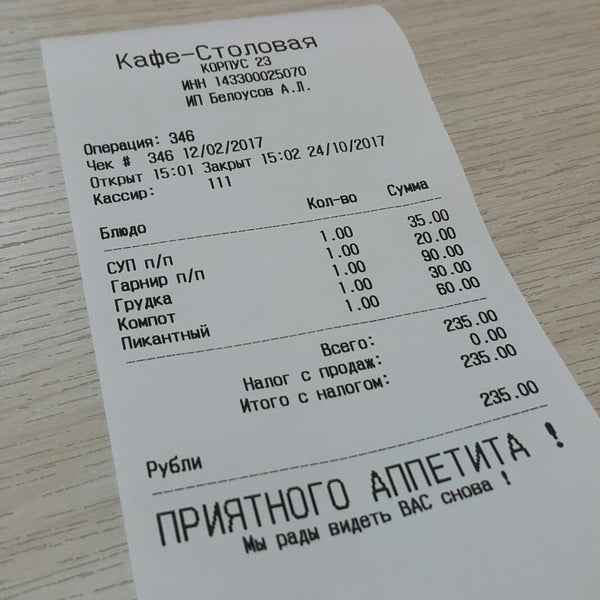 Кафе-Столовая
КОРПУС 23
ИНН 143300025070
ИП Белоусов А.Л.
Операция: 346
Чек # 346 12/02/2017
Открыт 15:01 Закрыт 15:02 24/10/2017
Кассир: 111
Блюдо Кол-во Сумма
СУП п/п 1.00 35.00
Гарнир п/п 1.00 20.00
Грудка 1.00 90.00
Компот 1.00 30.00
Пикантный 1.00 60.00
Всего: 235.00
Налог с продаж: 0.00
Итого с налогом: 235.00
Рубли 235.00
ПРИЯТНОГО АППЕТИТА !
Мы рады видеть ВАС снова !